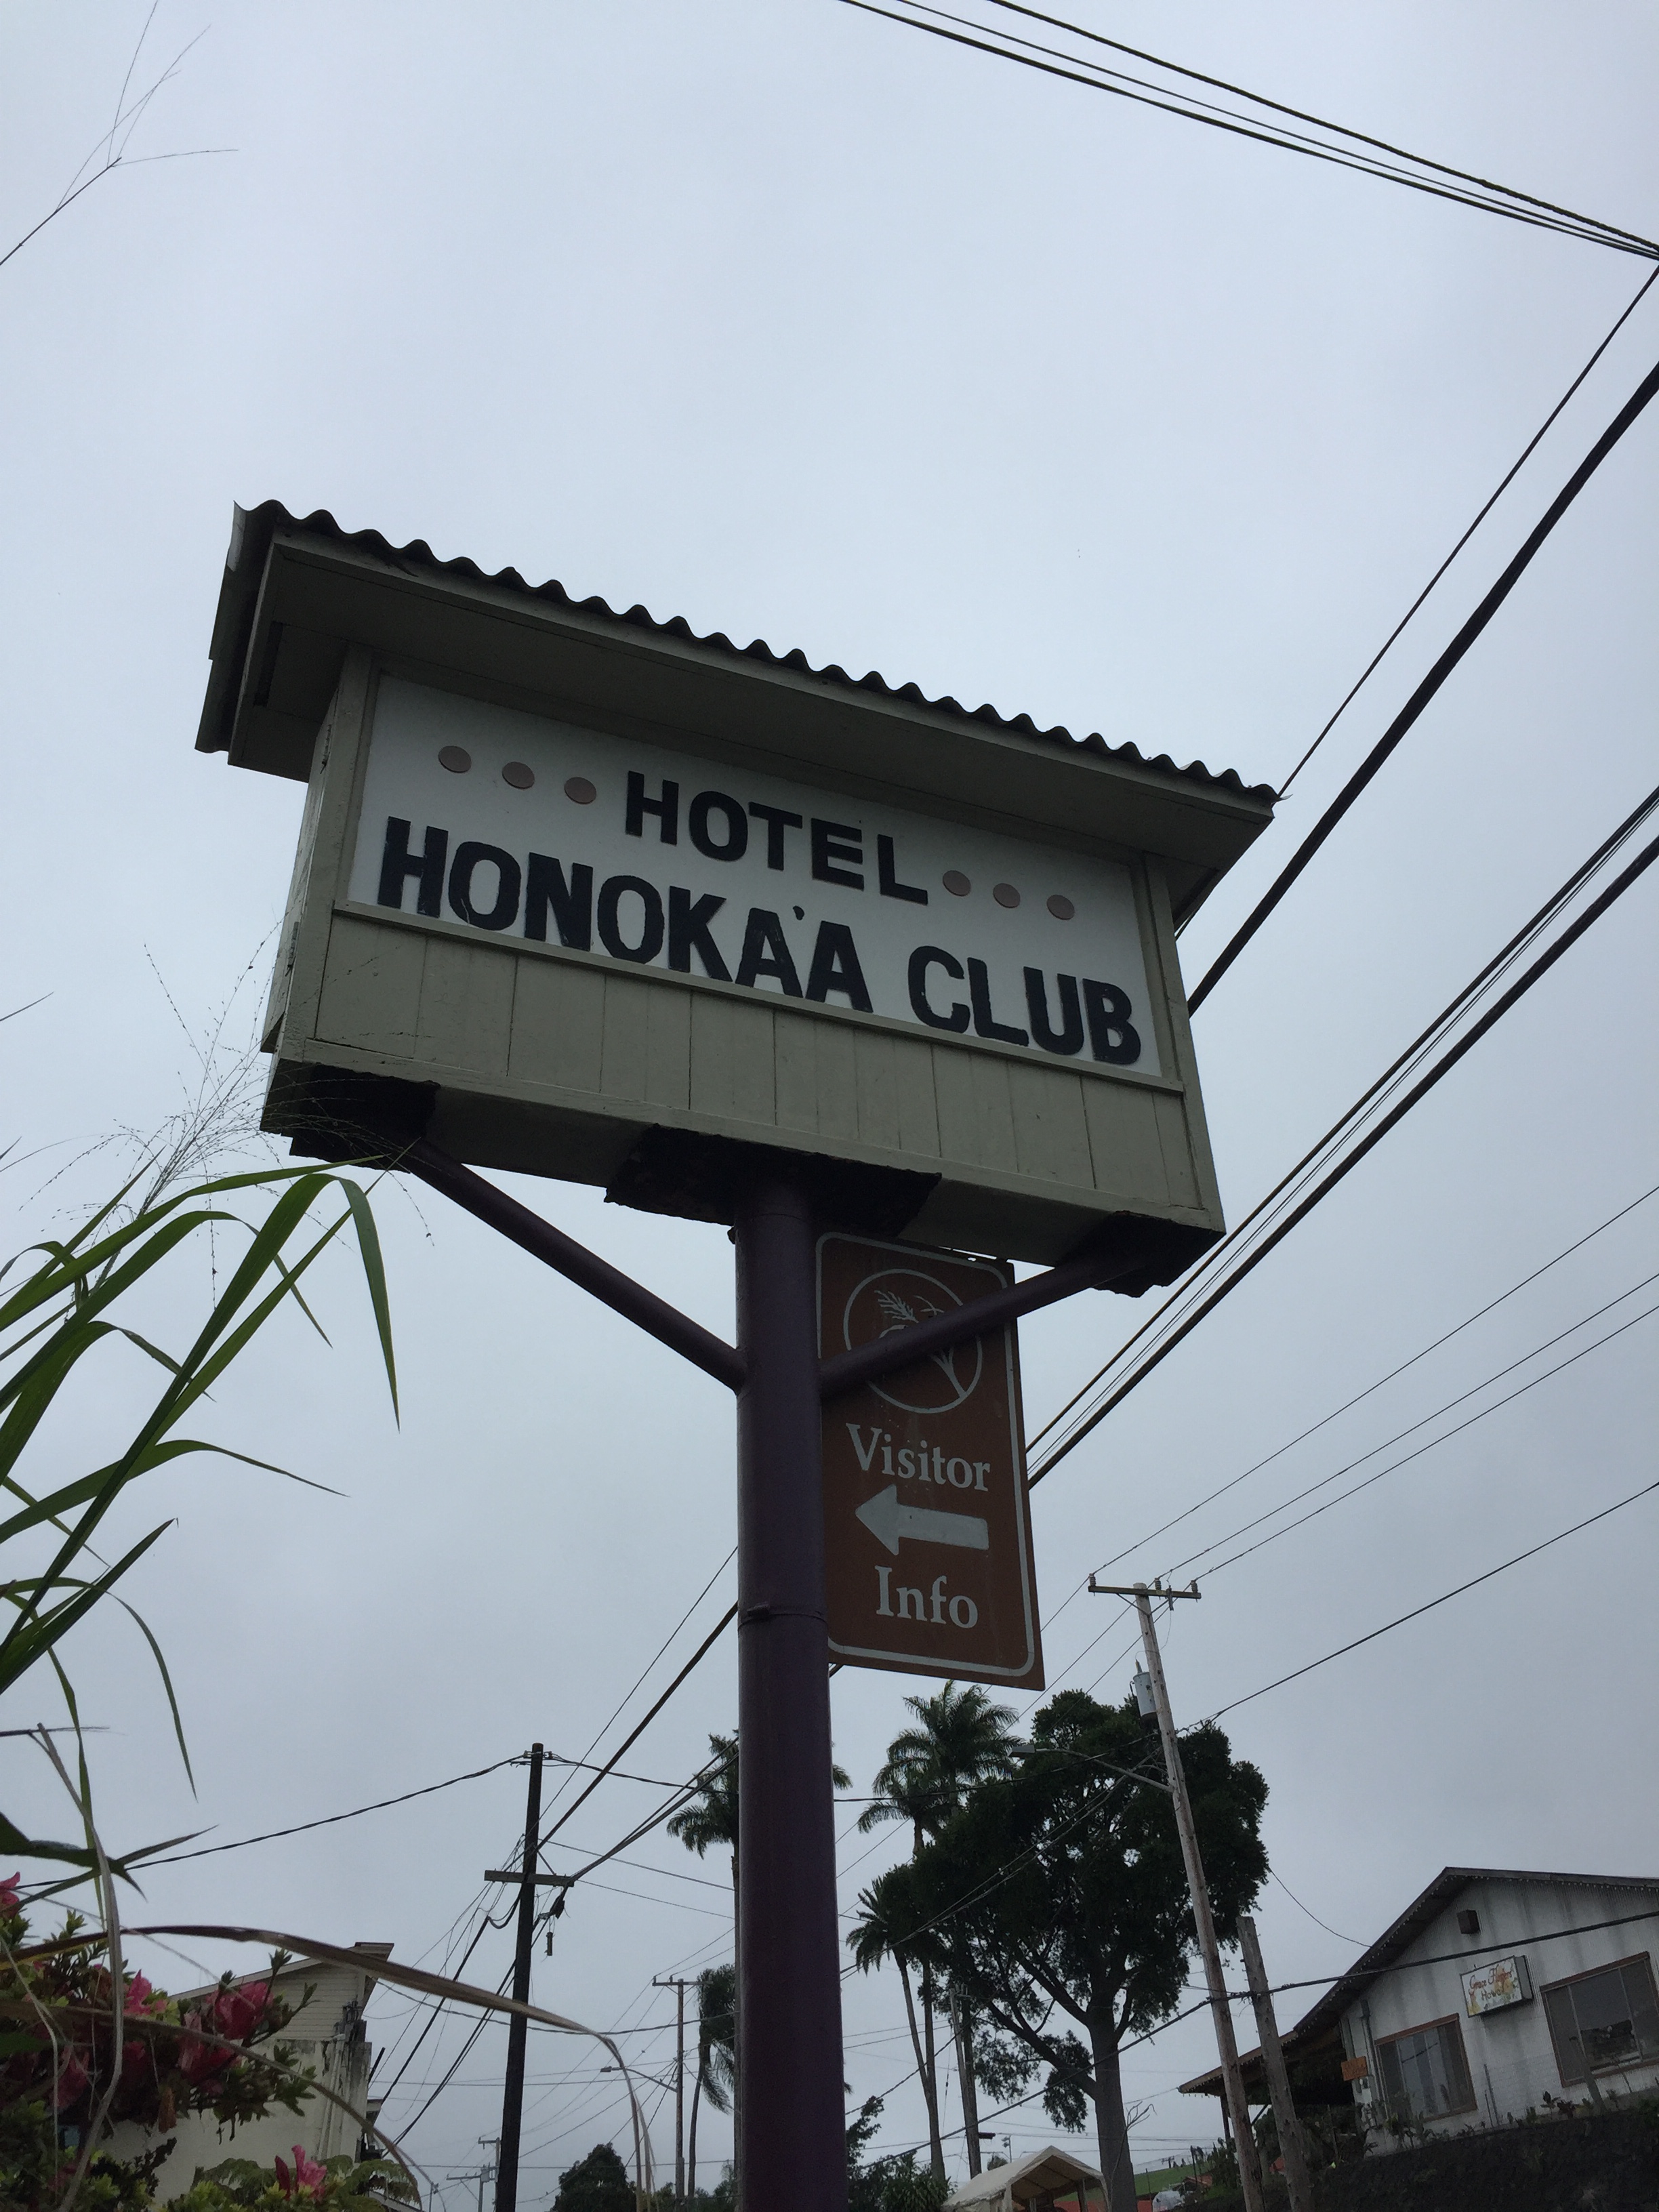 HOTEL
HONOKA'A CLUB
Visitor
Info